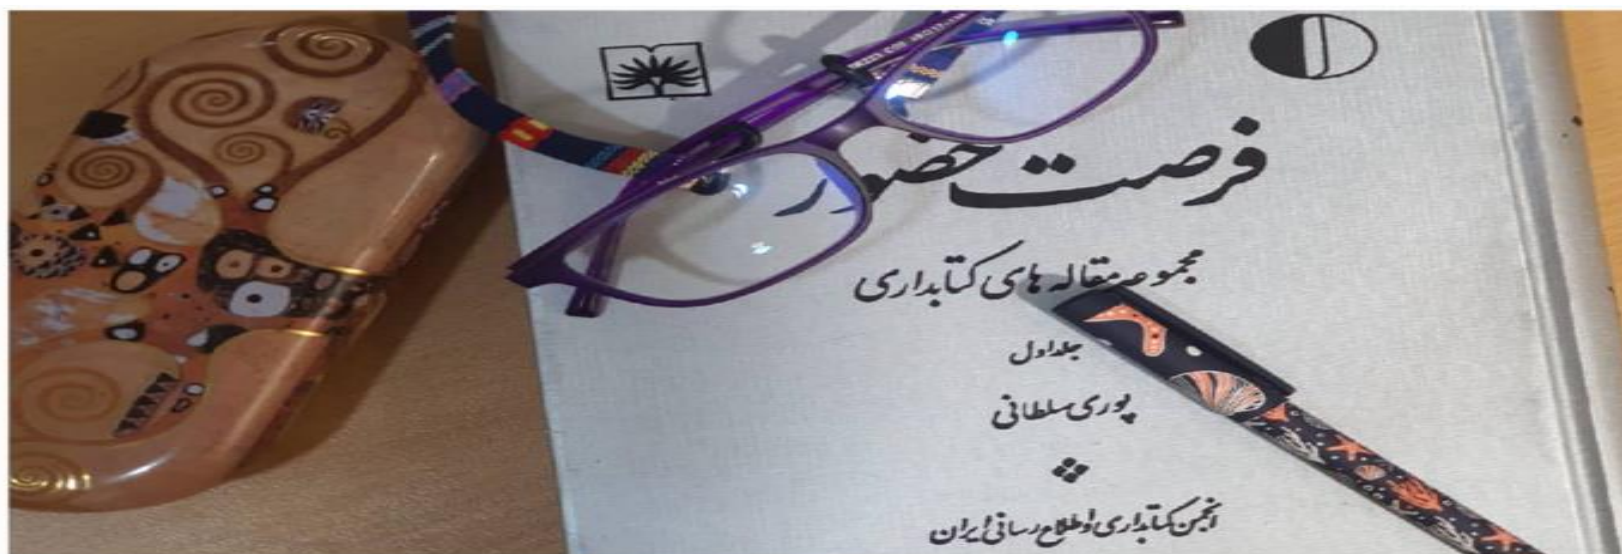 فرصت حضور
مجموعه مقاله های کتابداری
جلد اول
پوری سلطانی
انجمن کتابداری و اطلاع رسانی ایران